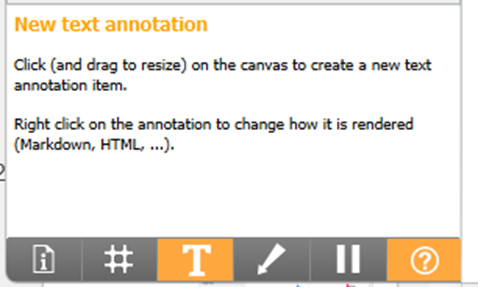 New text annotation
Click (and drag to resize) on the canvas to create a new text
annotation item.
Right click on the annotation to change how it is rendered
(Markdown, HTML, ...).
T
?